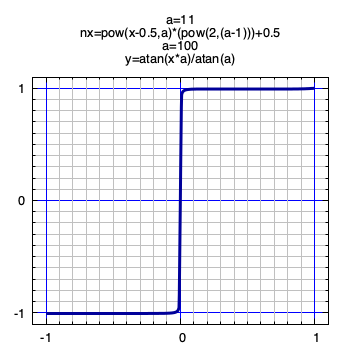 a=11
nx=pow(x-0.5,a)*(pow(2,(a-1)))+0.5
a=100
y=atan(x*a)/atan(a)
1
0
-1
-1 0 1